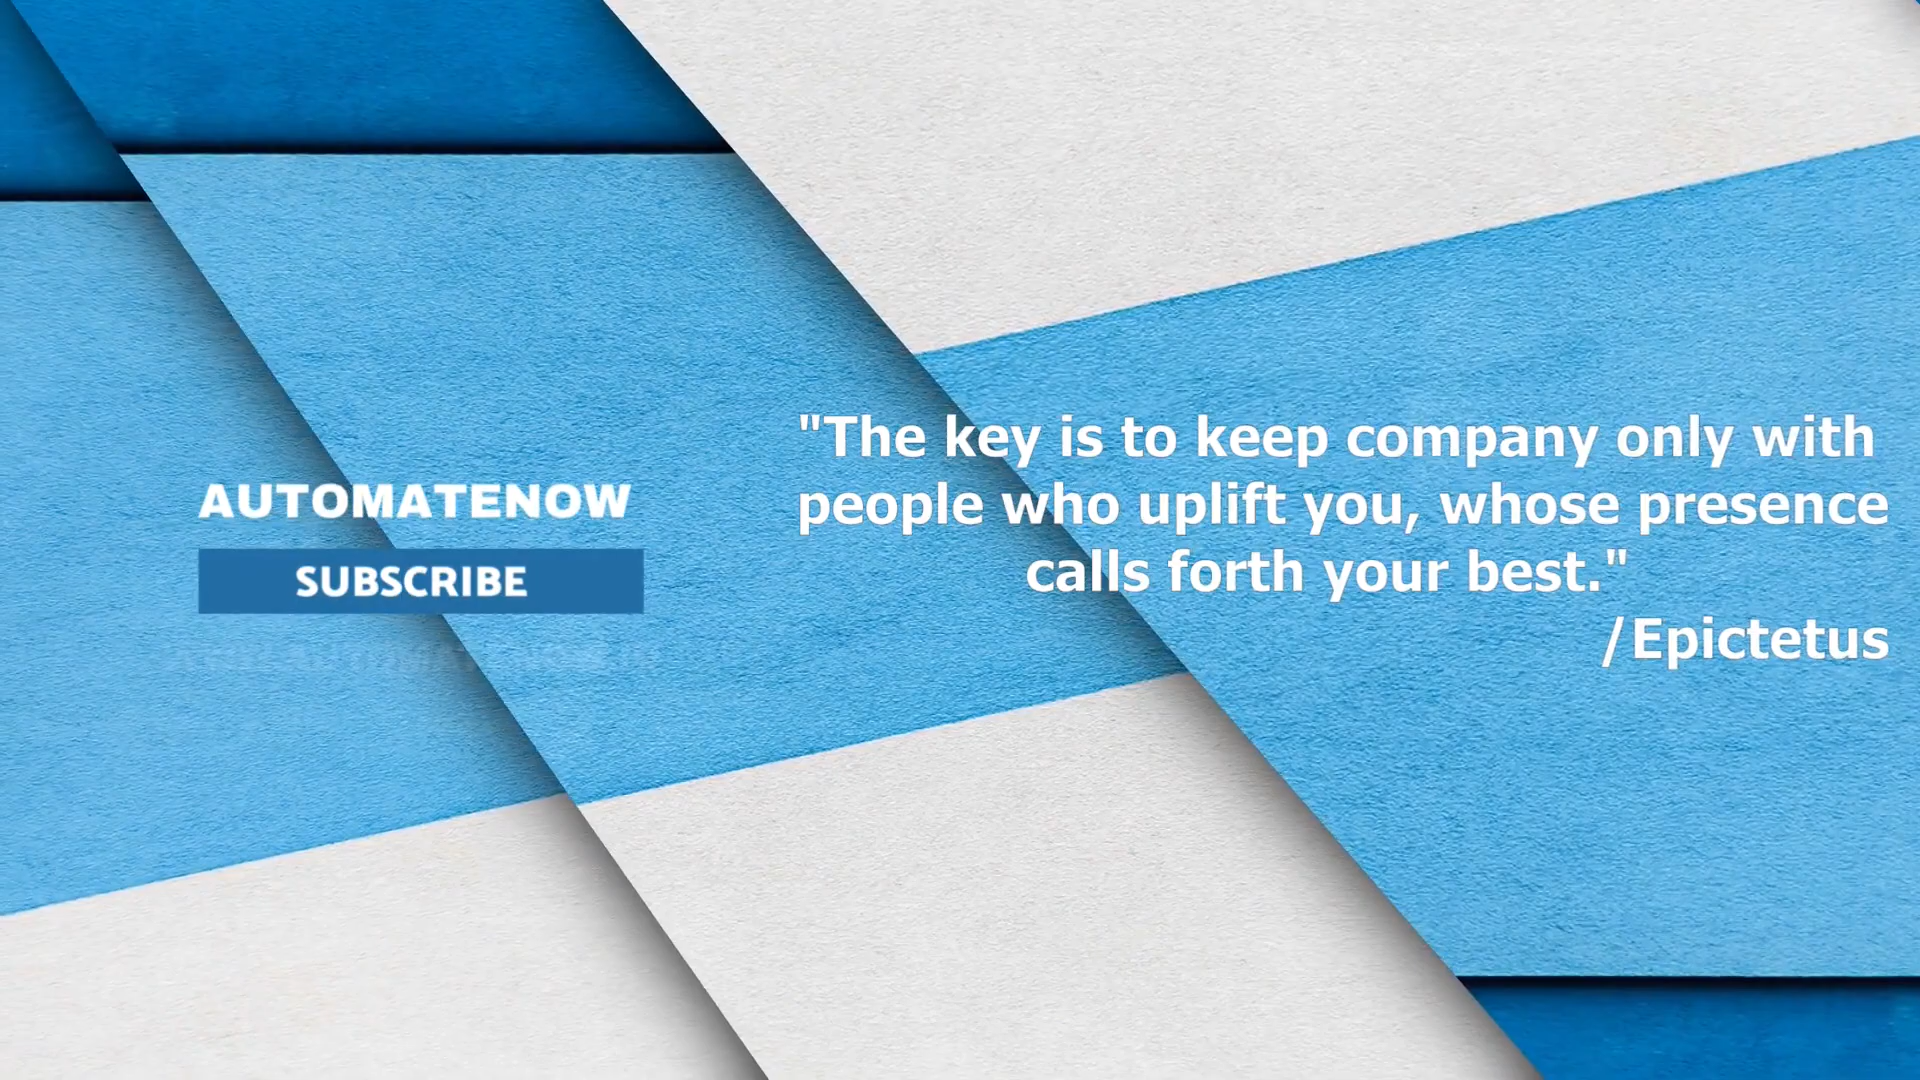 AUTOMATENOW
SUBSCRIBE
"The key is to keep company only with
people who uplift you, whose presence
calls forth your best."
/Epictetus